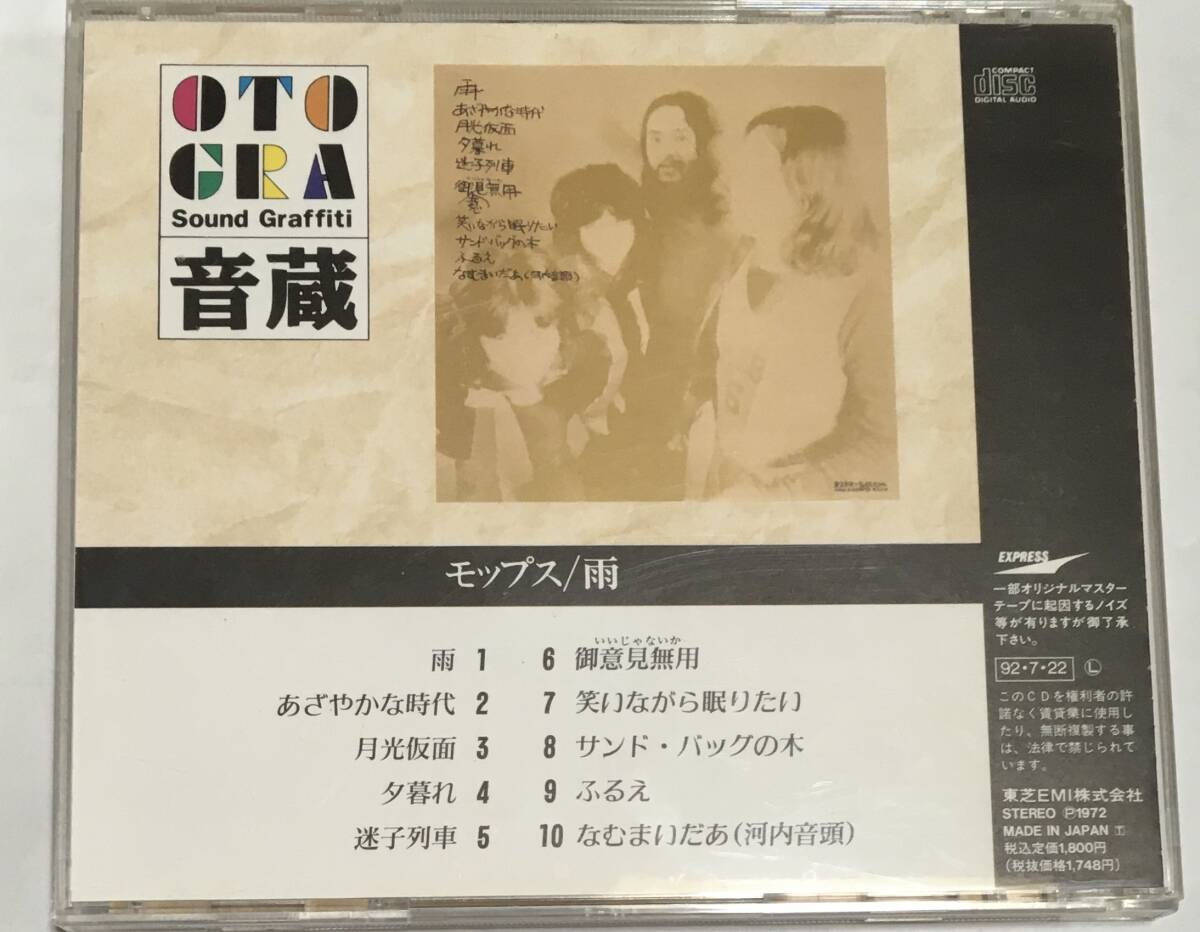 OTO
GRA
Sound Graffiti
音蔵
雨
あざやかな時代
月光仮面
夕暮れ
迷子列車
御意見無用
笑いながら眠りたい
サンド・バッグの木
ふるえ
なむまいだあ(河内音頭)
COMPACT
disc
DIGITAL AUDIO
モップス/雨
雨 1
あざやかな時代 2
月光仮面 3
夕暮れ 4
迷子列車 5
いいじゃないか
6 御意見無用
7 笑いながら眠りたい
8 サンド・バッグの木
9 ふるえ
10 なむまいだあ(河内音頭)
EXPRESS
一部オリジナルマスター
テープに起因するノイズ
等が有りますが御了承
下さい。
92・7・22 Ⓛ
このCDを権利者の許
諾なく賃貸業に使用し
たり、無断複製する事
は、法律で禁じられて
います。
東芝EMI株式会社
STEREO Ⓟ1972
MADE IN JAPAN T
税込定価1,800円
(税抜価格1,748円)